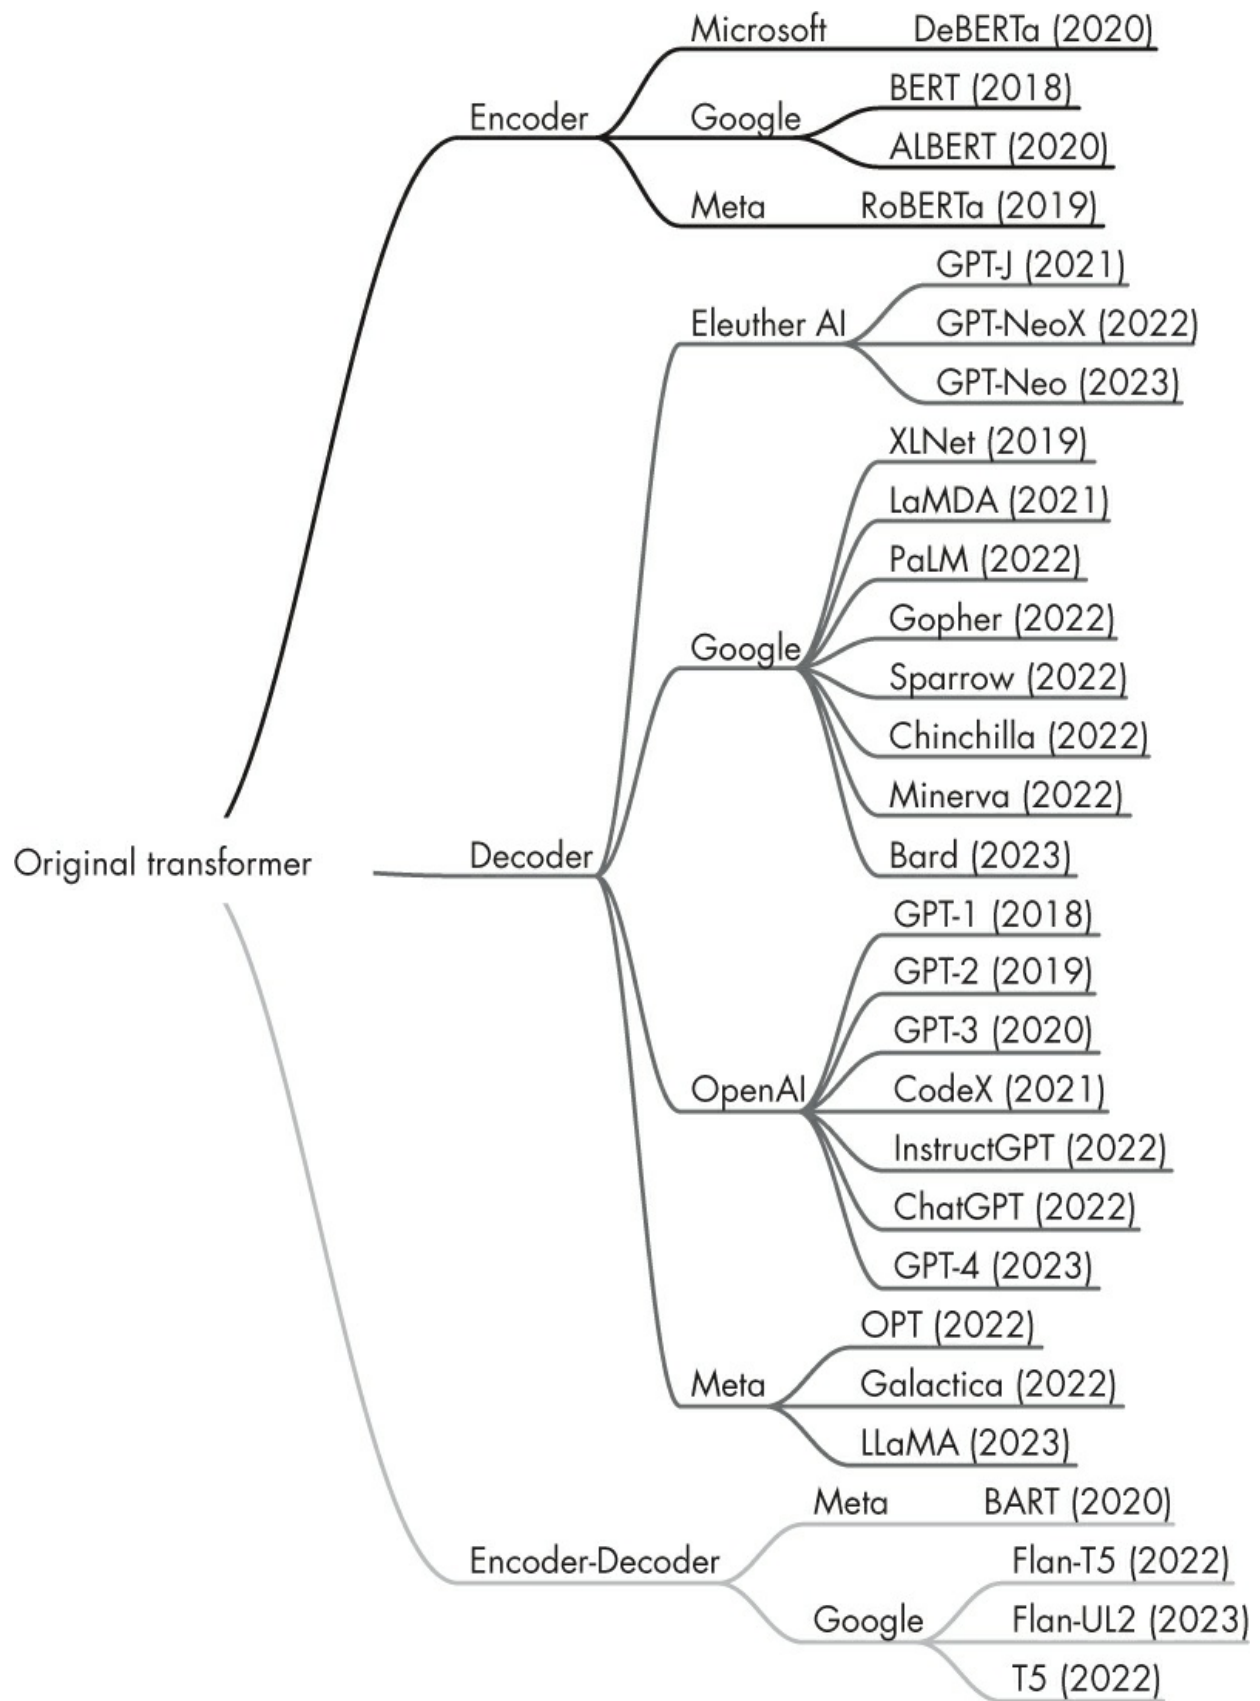 Microsoft DeBERTa (2020)
BERT (2018)
Encoder Google
ALBERT (2020)
Meta RoBERTa (2019)
GPT-J (2021)
Eleuther AI GPT-NeoX (2022)
GPT-Neo (2023)
XLNet (2019)
LaMDA (2021)
PaLM (2022)
Gopher (2022)
Google
Sparrow (2022)
Chinchilla (2022)
Minerva (2022)
Original transformer Decoder Bard (2023)
GPT-1 (2018)
GPT-2 (2019)
GPT-3 (2020)
OpenAI CodeX (2021)
InstructGPT (2022)
ChatGPT (2022)
GPT-4 (2023)
OPT (2022)
Meta Galactica (2022)
LLaMA (2023)
Meta BART (2020)
Encoder-Decoder Flan-T5 (2022)
Google Flan-UL2 (2023)
T5 (2022)